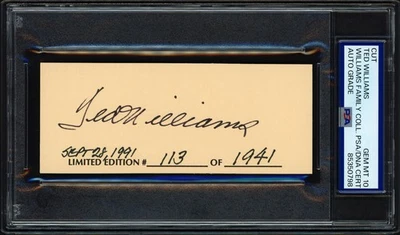 Ted Williams
SEPT 28, 1991
LIMITED EDITION # 113 OF 1941
CUT
TED WILLIAMS
WILLIAMS FAMILY COLL. PSA/DNA CERT
AUTO GRADE
GEM MT 10
85350798
PSA